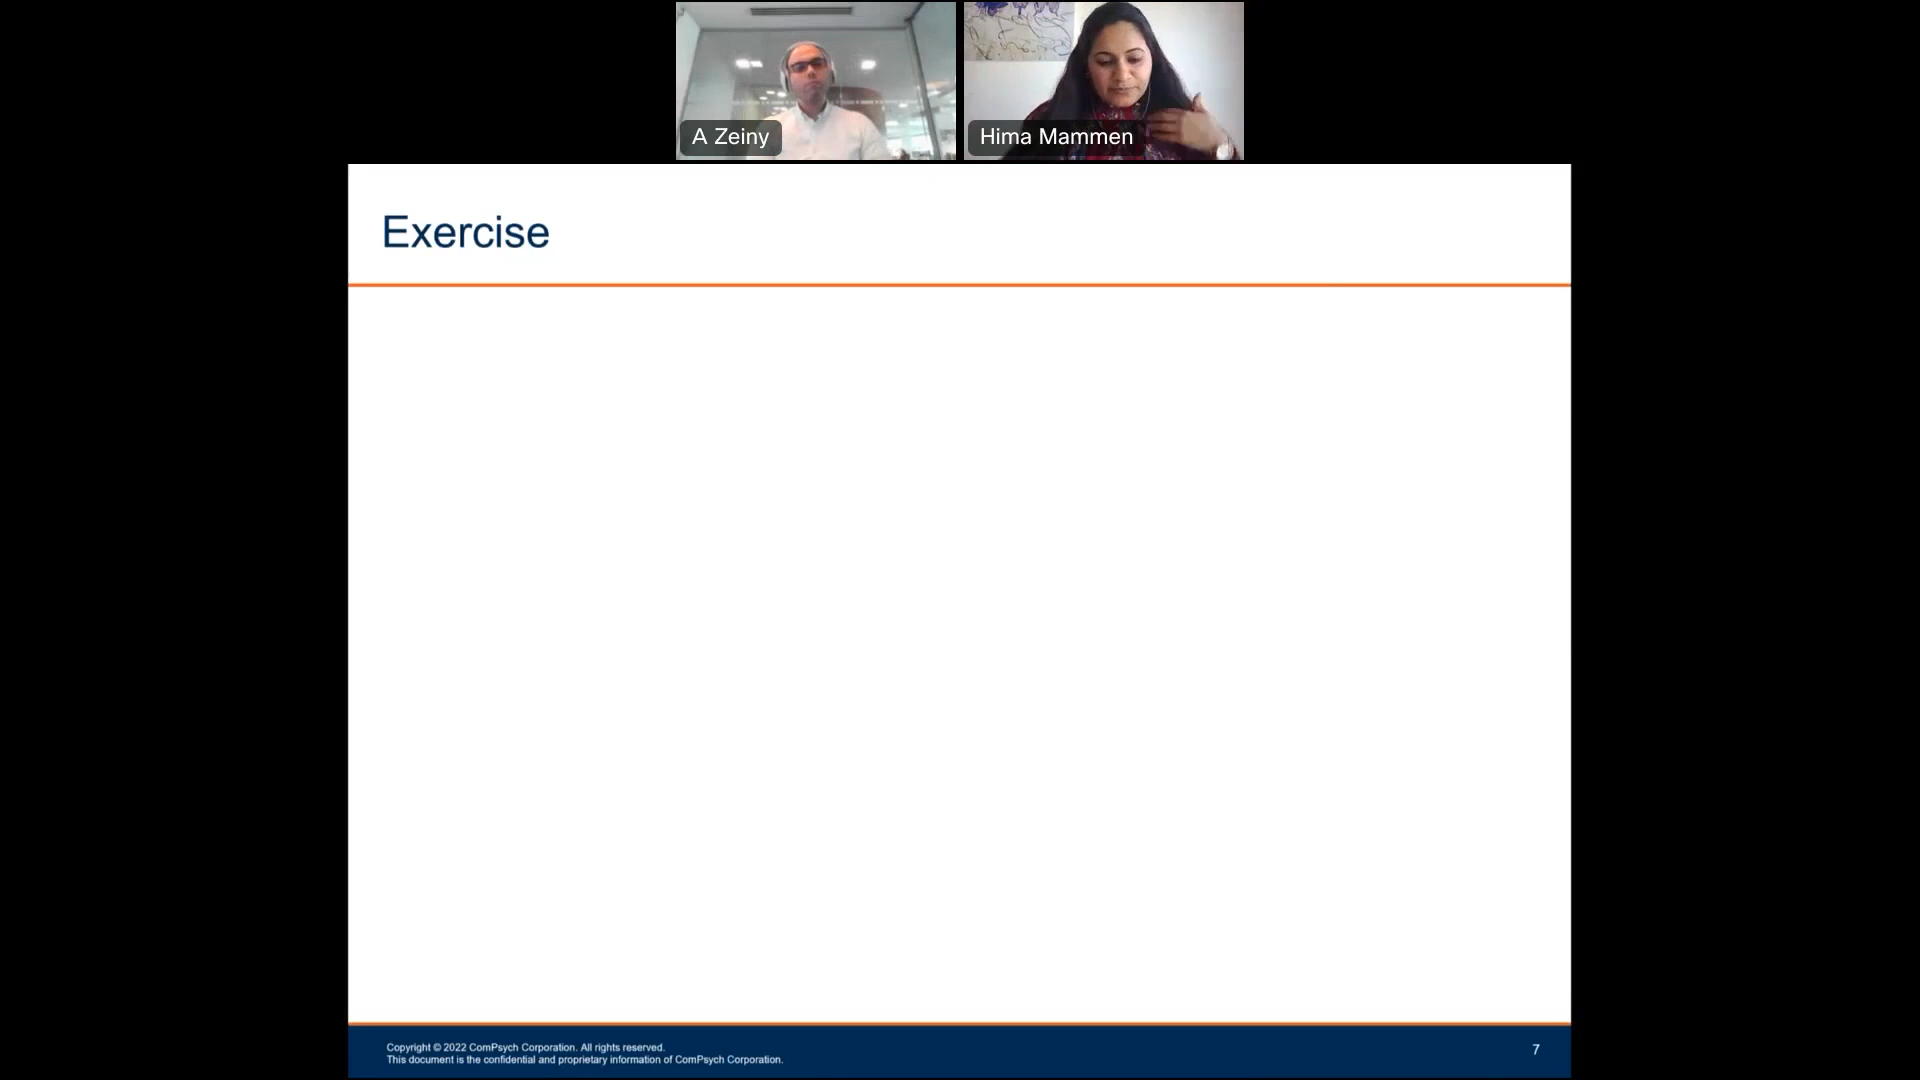 A Zeiny
Hima Mammen
Exercise
Copyright © 2022 ComPsych Corporation. All rights reserved.
This document is the confidential and proprietary information of ComPsych Corporation.
7